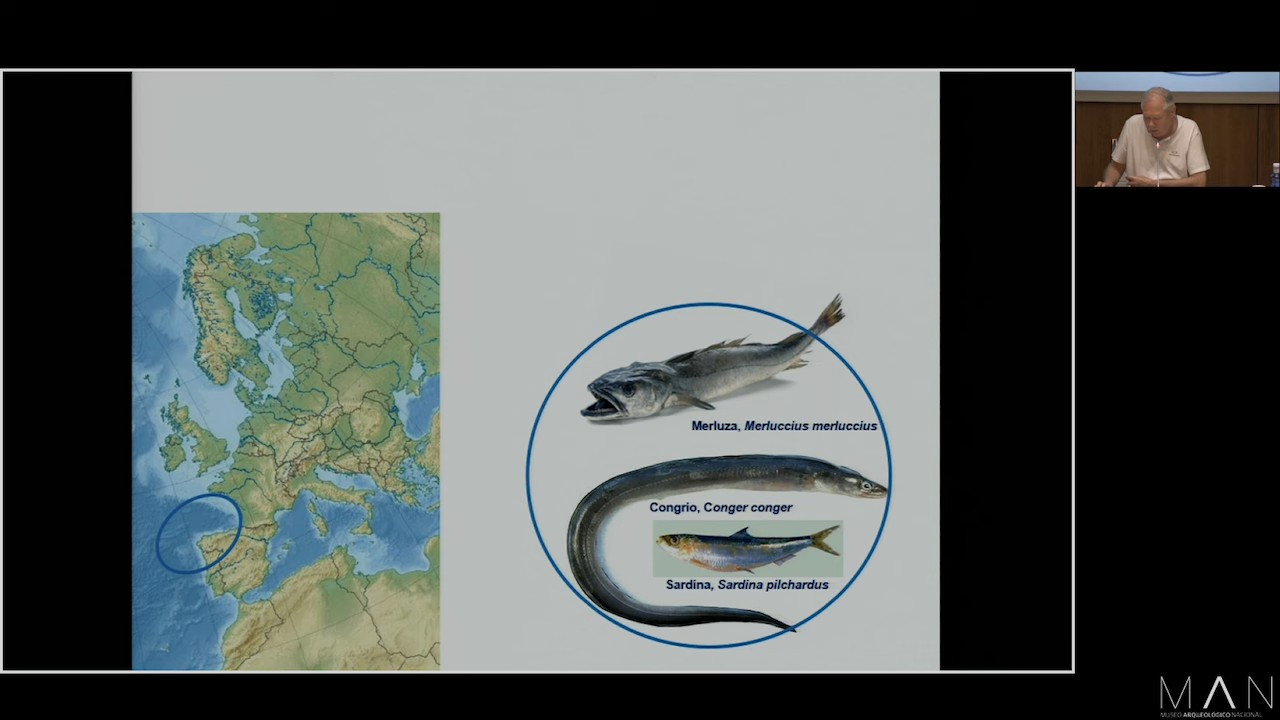 Merluza, Merluccius merluccius
Congrio, Conger conger
Sardina, Sardina pilchardus
MAN
MUSEO ARQUEOLÓGICO NACIONAL